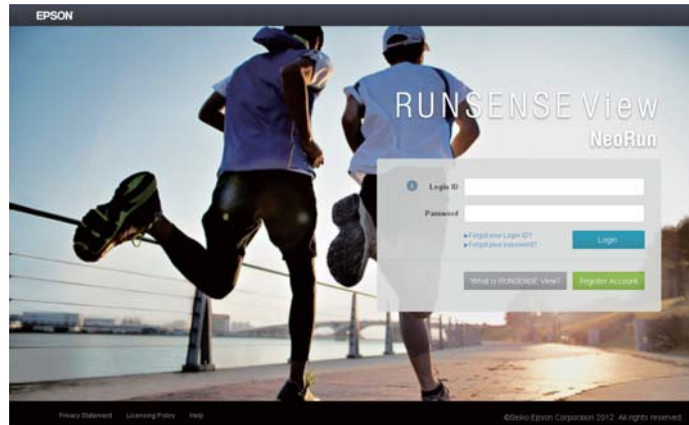 EPSON
RUNSENSE View
NeoRun
Login ID
Password
▶Forgot your Login ID?
▶Forgot your password?
Login
What is RUNSENSE View?
Register Account
Privacy Statement
Licensing Policy
Help
©Seiko Epson Corporation 2012. All rights reserved.